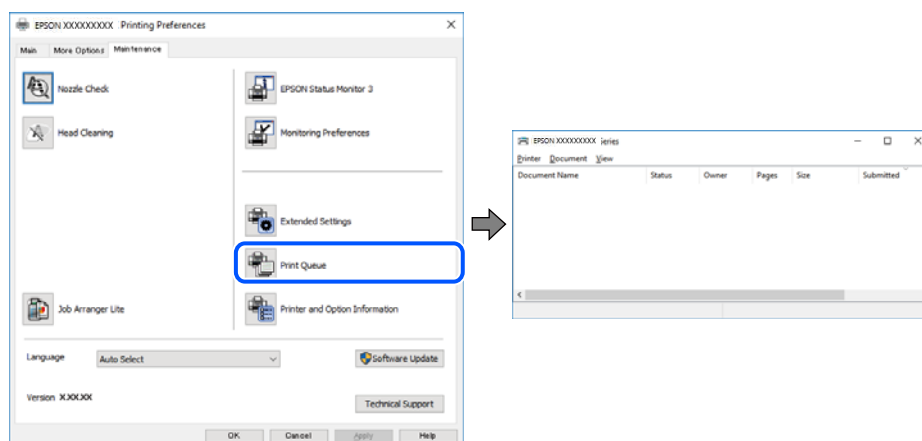 EPSON XXXXXXXXX Printing Preferences
Main More Options Maintenance
Nozzle Check
Head Cleaning
Job Arranger Lite
EPSON Status Monitor 3
Monitoring Preferences
Extended Settings
Print Queue
Printer and Option Information
Language Auto Select
Software Update
Version X.XX.XX
Technical Support
OK Cancel Apply Help
EPSON XXXXXXXXX ieries
Printer Document View
Document Name Status Owner Pages Size Submitted